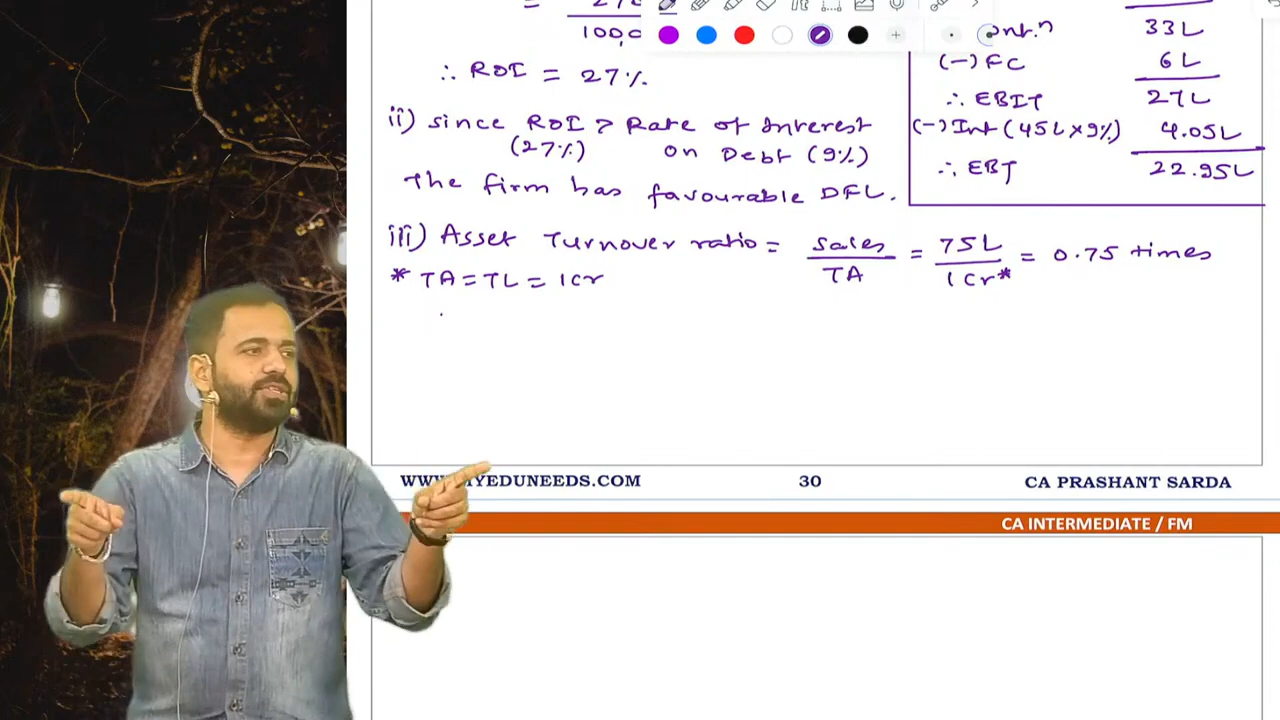 =
100,0
∴ ROI = 27%
ii) since ROI > Rate of Interest
(27%) on Debt (9%)
The firm has favourable DFL.
iii) Asset Turnover ratio = Sales / TA = 75L / 1Cr* = 0.75 times
* TA = TL = 1Cr
33L
(-) FC 6L
∴ EBIT 27L
(-) Int (45L x 9%) 4.05L
∴ EBT 22.95L
30
CA PRASHANT SARDA
CA INTERMEDIATE / FM